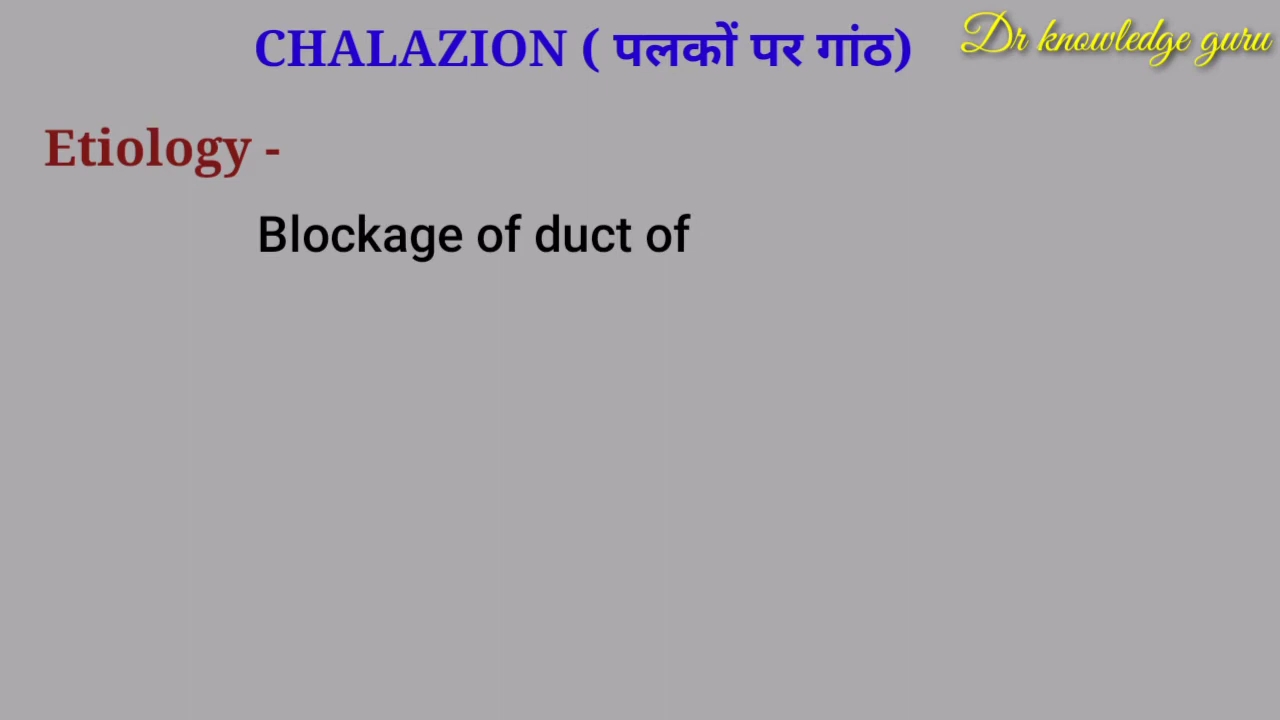 CHALAZION ( पलकों पर गांठ)
Dr knowledge guru
Etiology -
Blockage of duct of